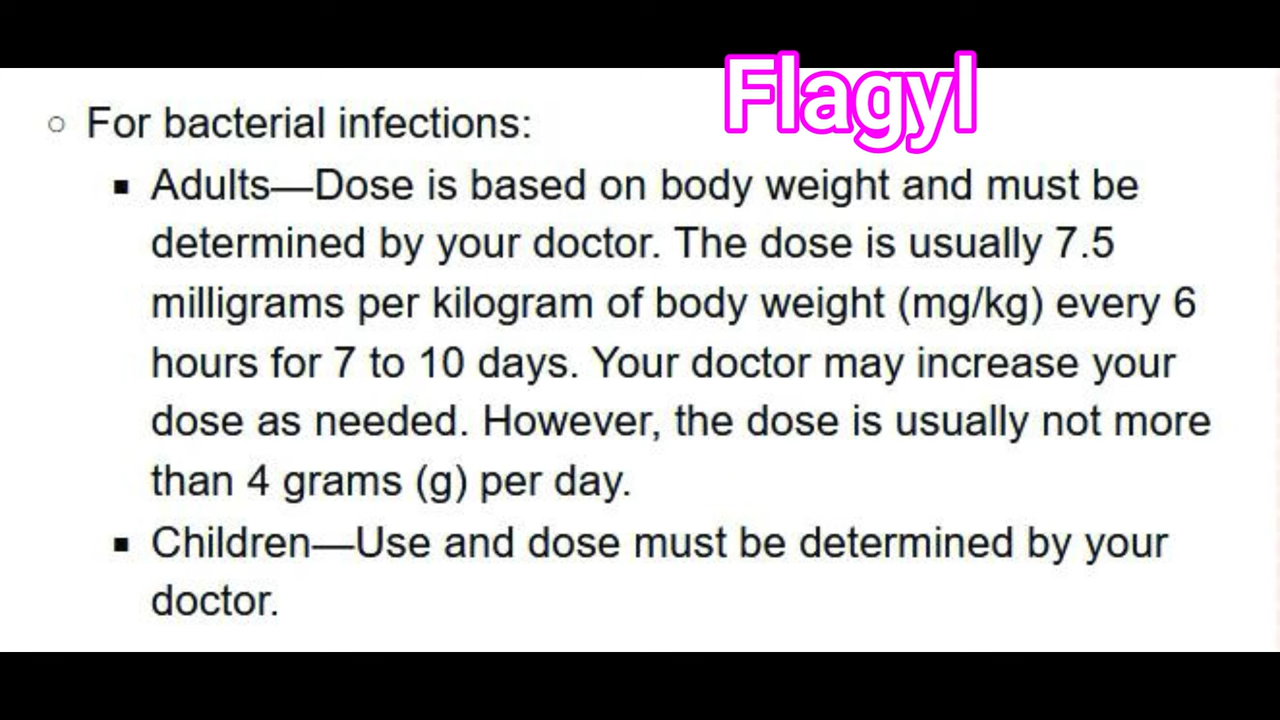 Flagyl
For bacterial infections:
Adults—Dose is based on body weight and must be
determined by your doctor. The dose is usually 7.5
milligrams per kilogram of body weight (mg/kg) every 6
hours for 7 to 10 days. Your doctor may increase your
dose as needed. However, the dose is usually not more
than 4 grams (g) per day.
Children—Use and dose must be determined by your
doctor.